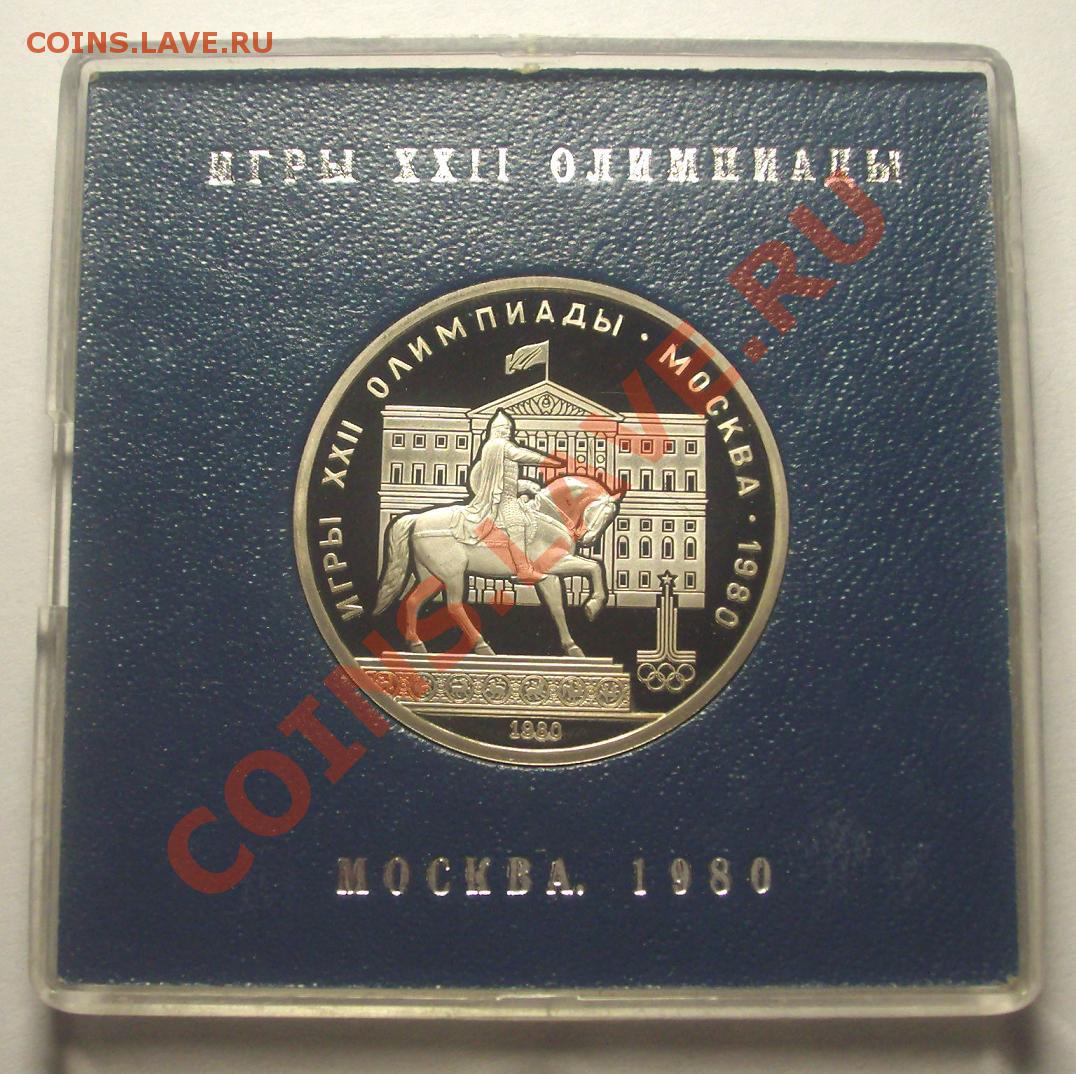 COINS.LAVE.RU
ИГРЫ XXII ОЛИМПИАДЫ
ИГРЫ XXII ОЛИМПИАДЫ · МОСКВА · 1980
1980
МОСКВА. 1980
COINS.LAVE.RU